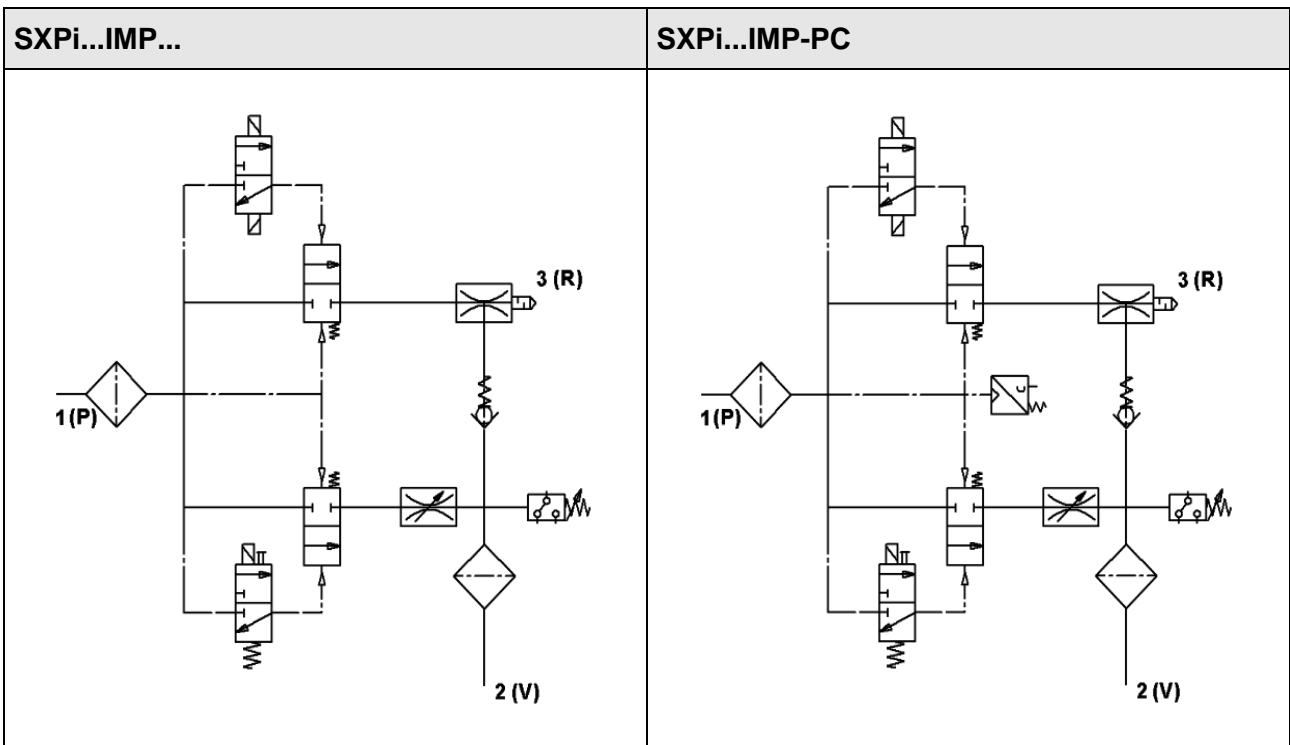 SXPi...IMP...
SXPi...IMP-PC
3 (R)
1 (P)
2 (V)
3 (R)
C
1(P)
2 (V)